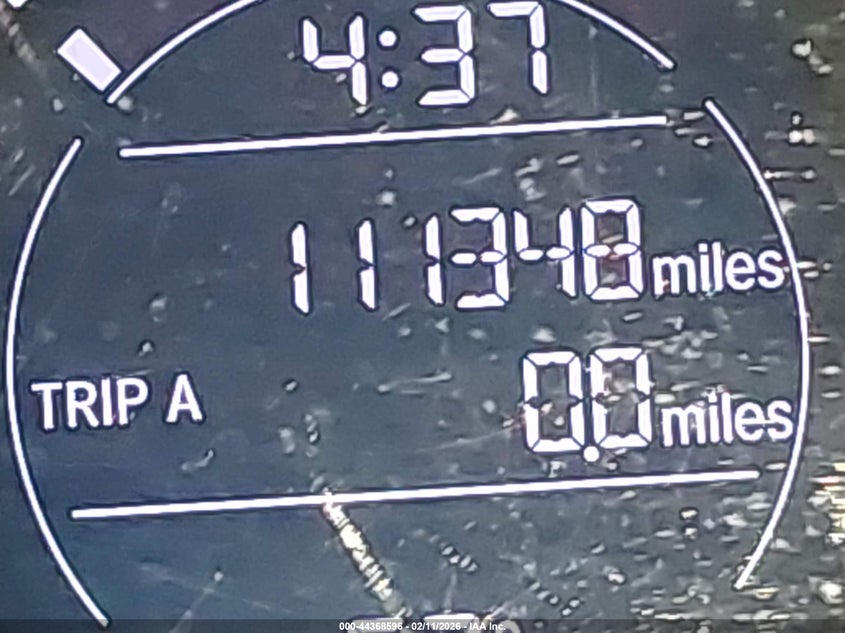 4:37
111348 miles
TRIP A 0.0 miles
000-44368596 - 02/11/2026 - IAA Inc.